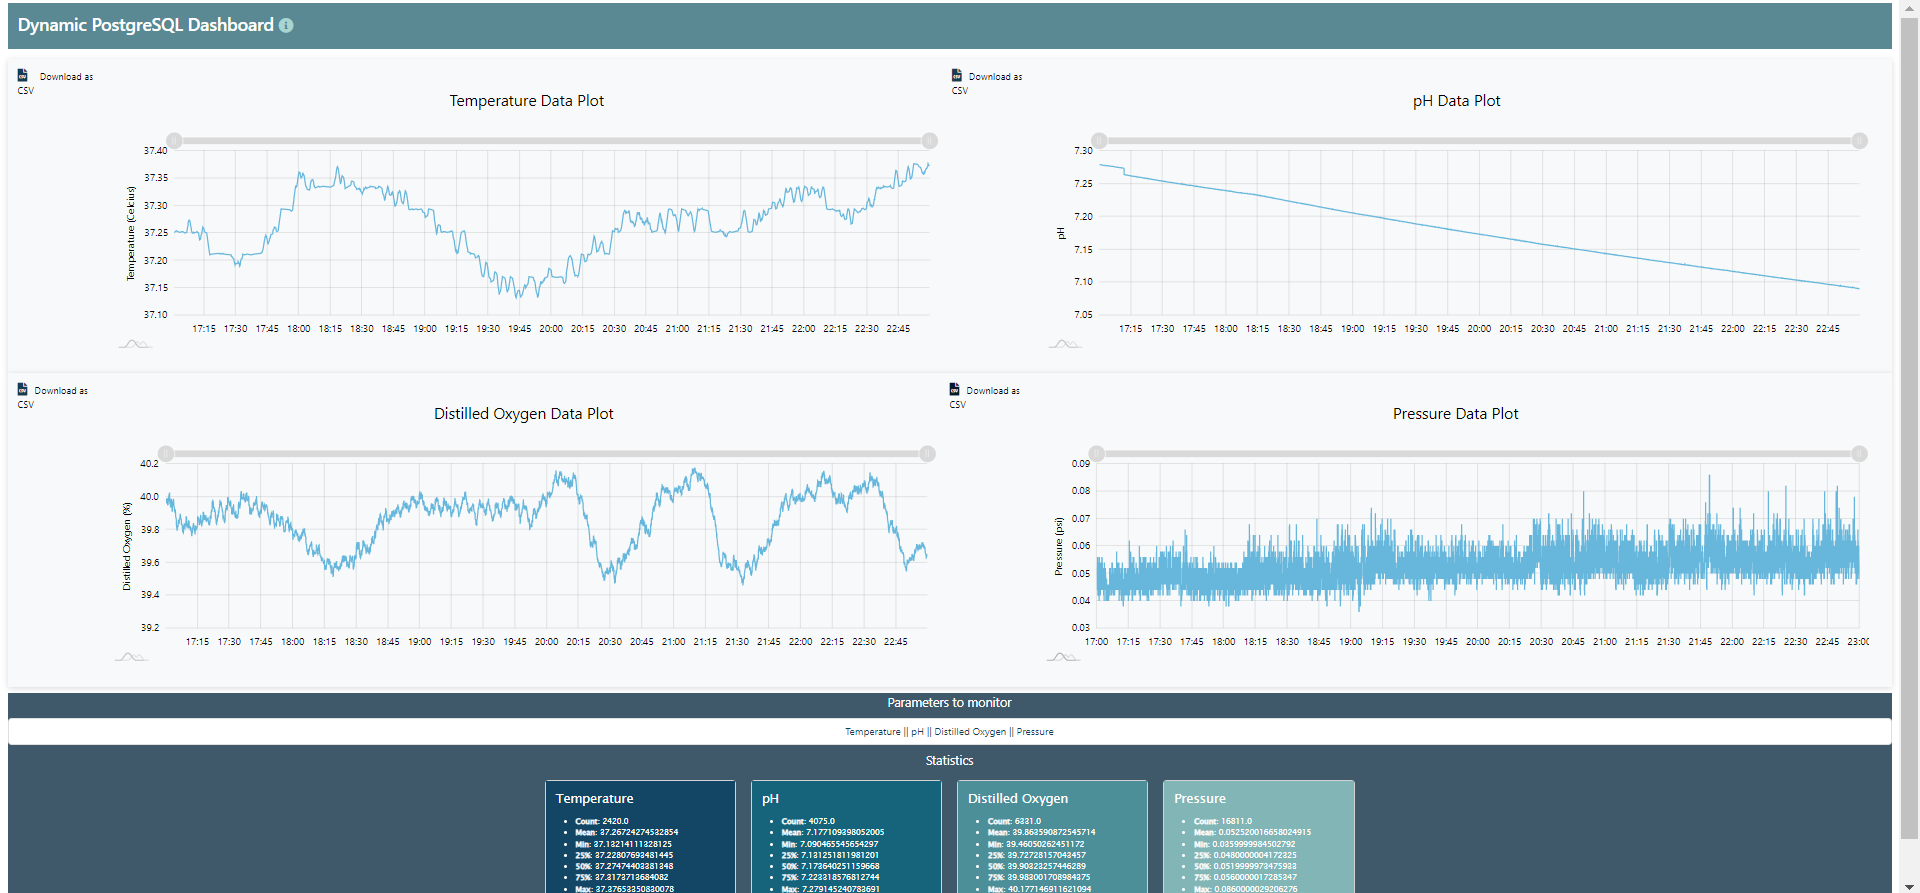 Dynamic PostgreSQL Dashboard
Download as
CSV
Temperature Data Plot
37.40
37.35
37.30
37.25
37.20
37.15
37.10
Temperature (Celcius)
17:15 17:30 17:45 18:00 18:15 18:30 18:45 19:00 19:15 19:30 19:45 20:00 20:15 20:30 20:45 21:00 21:15 21:30 21:45 22:00 22:15 22:30 22:45
Download as
CSV
pH Data Plot
7.30
7.25
7.20
7.15
7.10
7.05
pH
17:15 17:30 17:45 18:00 18:15 18:30 18:45 19:00 19:15 19:30 19:45 20:00 20:15 20:30 20:45 21:00 21:15 21:30 21:45 22:00 22:15 22:30 22:45
Download as
CSV
Distilled Oxygen Data Plot
40.2
40.0
39.8
39.6
39.4
39.2
Distilled Oxygen (%)
17:15 17:30 17:45 18:00 18:15 18:30 18:45 19:00 19:15 19:30 19:45 20:00 20:15 20:30 20:45 21:00 21:15 21:30 21:45 22:00 22:15 22:30 22:45
Download as
CSV
Pressure Data Plot
0.09
0.08
0.07
0.06
0.05
0.04
0.03
Pressure (psi)
17:00 17:15 17:30 17:45 18:00 18:15 18:30 18:45 19:00 19:15 19:30 19:45 20:00 20:15 20:30 20:45 21:00 21:15 21:30 21:45 22:00 22:15 22:30 22:45 23:00
Parameters to monitor
Temperature || pH || Distilled Oxygen || Pressure
Statistics
Temperature
Count: 2420.0
Mean: 37.26724274532854
Min: 37.13214111328125
25%: 37.22807693481445
50%: 37.27474403381348
75%: 37.3173713684082
Max: 37.37653350830078
pH
Count: 4075.0
Mean: 7.177109398052005
Min: 7.090465545654297
25%: 7.131251811981201
50%: 7.173640251159668
75%: 7.223318576812744
Max: 7.279145240783691
Distilled Oxygen
Count: 6331.0
Mean: 39.863590872545714
Min: 39.46050262451172
25%: 39.72728157043457
50%: 39.90323257446289
75%: 39.983001708984375
Max: 40.177146911621094
Pressure
Count: 16811.0
Mean: 0.052520016658024915
Min: 0.0359999984502792
25%: 0.0480000004172325
50%: 0.0519999973475933
75%: 0.0560000017285347
Max: 0.0860000029206276